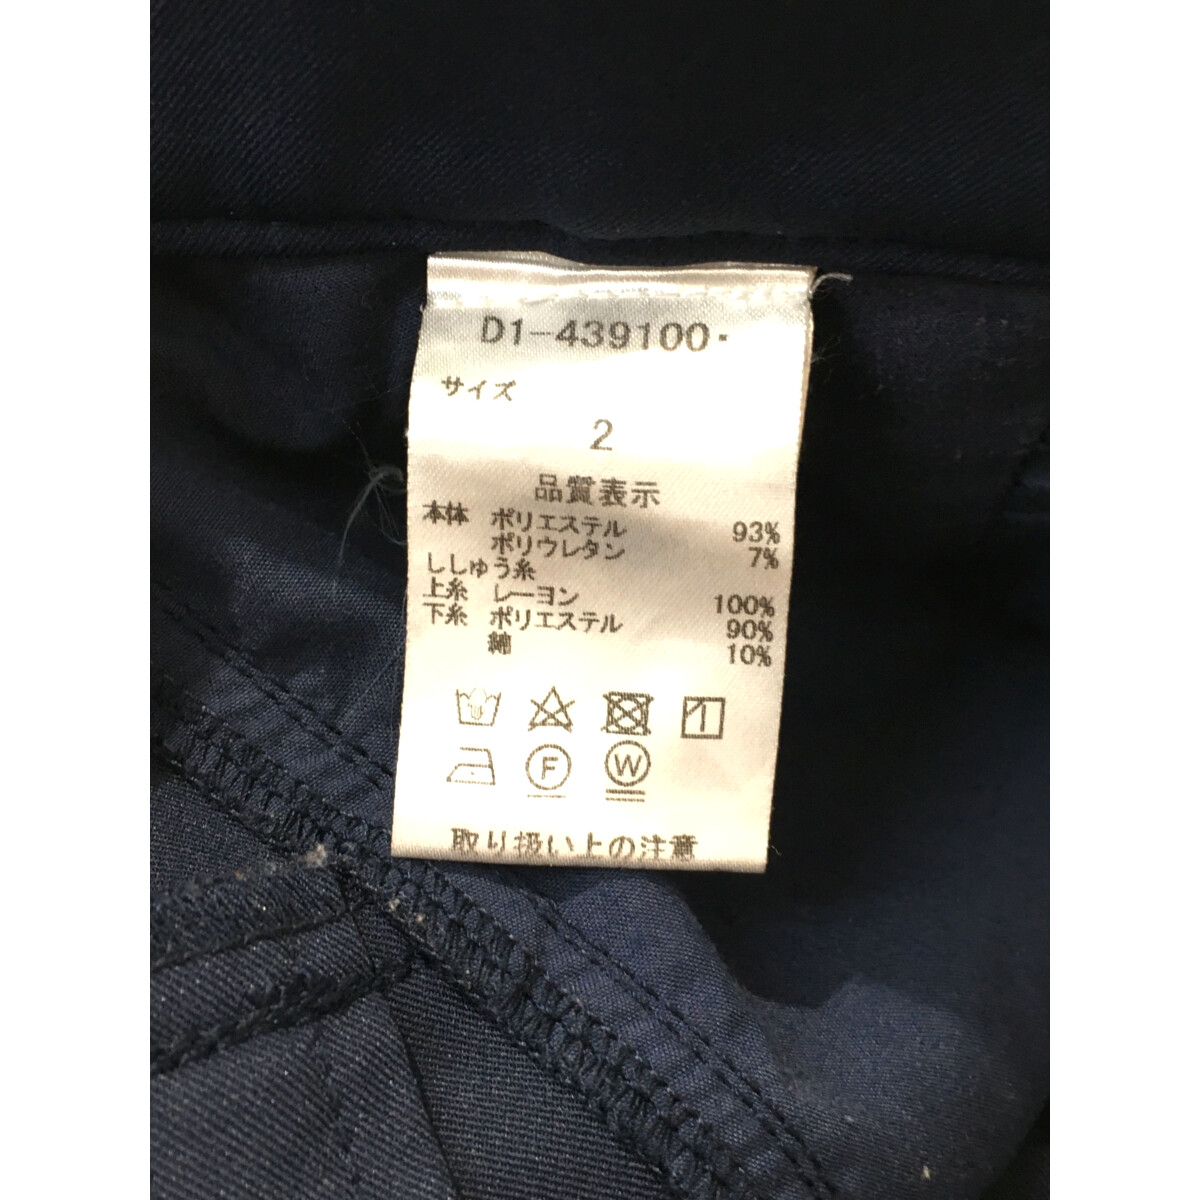 D1-439100・
サイズ
2
品質表示
本体 ポリエステル 93%
ポリウレタン 7%
ししゅう糸
上糸 レーヨン 100%
下糸 ポリエステル 90%
綿 10%
F W
取り扱い上の注意